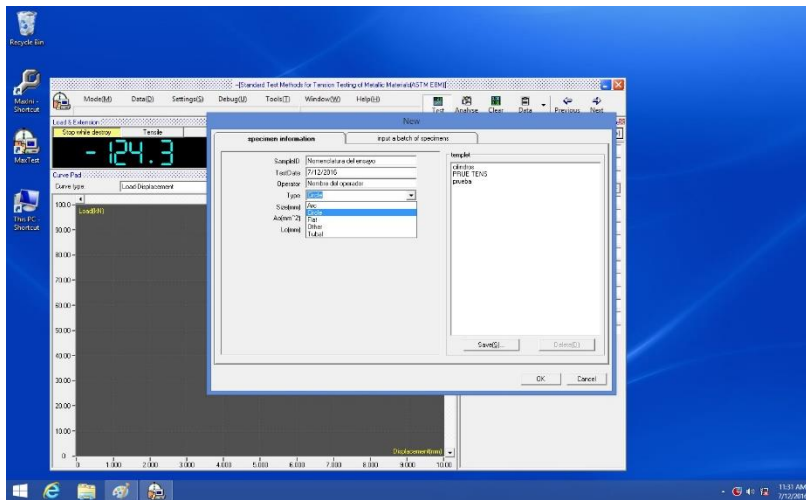 Recycle Bin
MaxIni -
Shortcut
MaxTest
This PC -
Shortcut
-[Standard Test Methods for Tension Testing of Metallic Materials(ASTM E8M)]
Mode(M) Data(D) Settings(S) Debug(U) Tools(T) Window(W) Help(H)
Test Analyse Clear Data Previous Next
Load & Extension
Stop while destroy Tensile
-124.3
Curve Pad
Curve type: Load-Displacement
Load(kN)
100.0
90.00
80.00
70.00
60.00
50.00
40.00
30.00
20.00
10.00
0
Displacement(mm)
0 1.000 2.000 3.000 4.000 5.000 6.000 7.000 8.000 9.000 10.00
New
specimen information
input a batch of specimens
SampleID Nomenclatura del ensayo
TestDate 7/12/2016
Operator Nombre del operador
Type Circle
Size(mm)
Ao(mm^2)
Lo(mm)
Arc
Circle
Flat
Other
Tubal
templet
cilindros
PRUE TENS
prueba
Save(S)... Delete(D)
OK Cancel
11:31 AM
7/12/2016